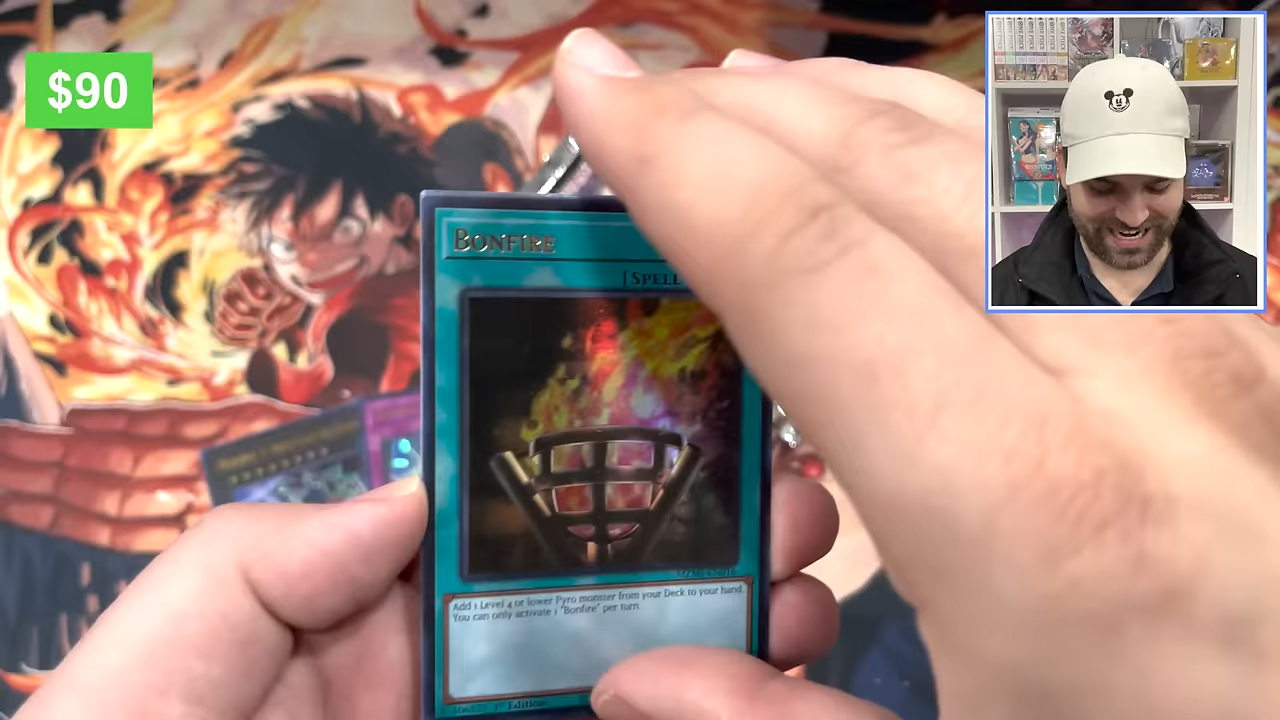 $90
BONFIRE
[SPELL
Add 1 Level 4 or lower Pyro monster from your Deck to your hand.
You can only activate 1 "Bonfire" per turn.
1st Edition